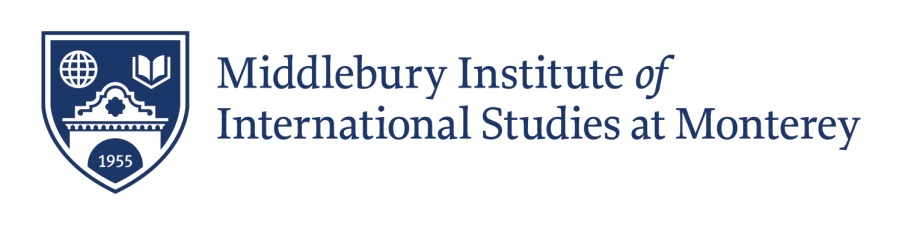 Middlebury Institute of
International Studies at Monterey
1955